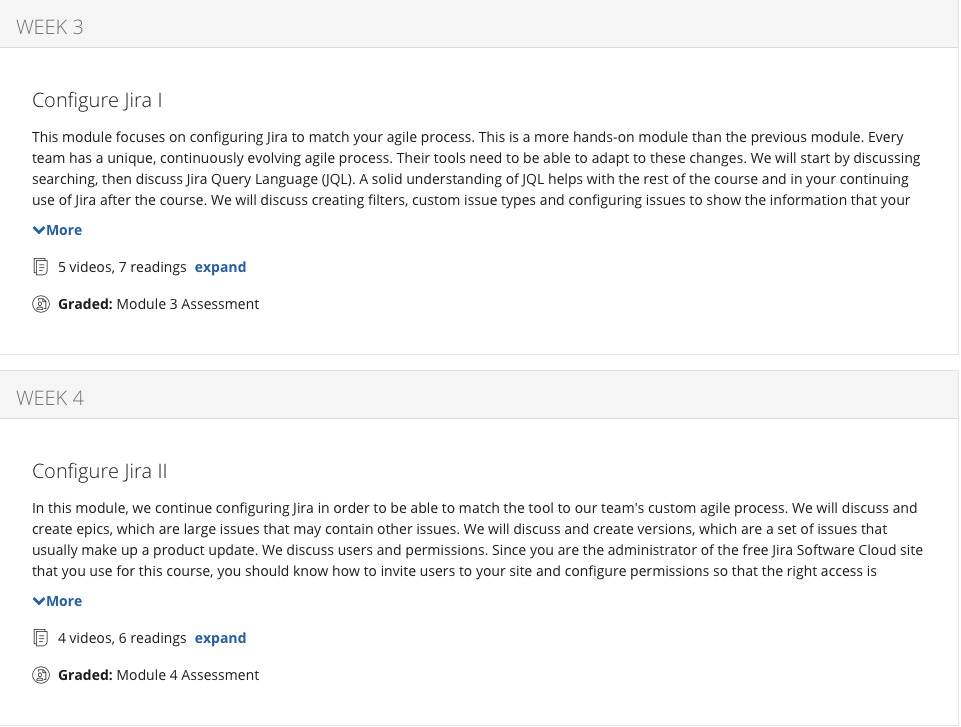 WEEK 3
Configure Jira I
This module focuses on configuring Jira to match your agile process. This is a more hands-on module than the previous module. Every
team has a unique, continuously evolving agile process. Their tools need to be able to adapt to these changes. We will start by discussing
searching, then discuss Jira Query Language (JQL). A solid understanding of JQL helps with the rest of the course and in your continuing
use of Jira after the course. We will discuss creating filters, custom issue types and configuring issues to show the information that your
More
5 videos, 7 readings expand
Graded: Module 3 Assessment
WEEK 4
Configure Jira II
In this module, we continue configuring Jira in order to be able to match the tool to our team's custom agile process. We will discuss and
create epics, which are large issues that may contain other issues. We will discuss and create versions, which are a set of issues that
usually make up a product update. We discuss users and permissions. Since you are the administrator of the free Jira Software Cloud site
that you use for this course, you should know how to invite users to your site and configure permissions so that the right access is
More
4 videos, 6 readings expand
Graded: Module 4 Assessment